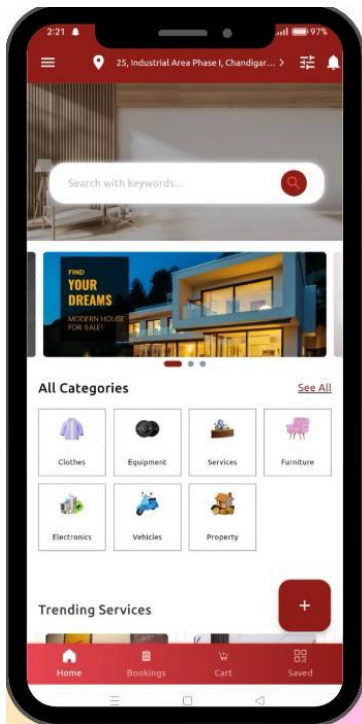 2:21
97%
25, Industrial Area Phase I, Chandigar...
Search with keywords...
FIND
YOUR
DREAMS
MODERN HOUSE
FOR SALE!
All Categories
See All
Clothes
Equipment
Services
Furniture
Electronics
Vehicles
Property
Trending Services
+
Home
Bookings
Cart
Saved